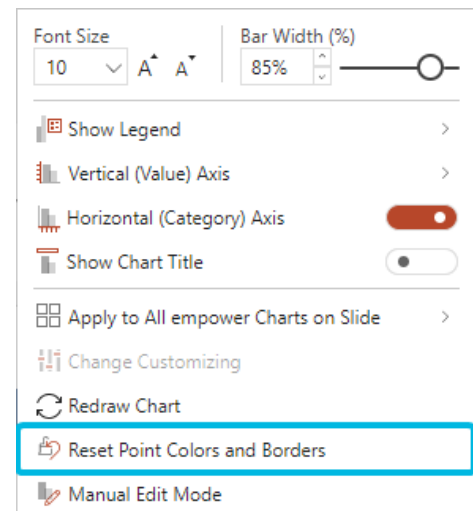 Font Size Bar Width (%)
10 A A 85%
Show Legend
Vertical (Value) Axis
Horizontal (Category) Axis
Show Chart Title
Apply to All empower Charts on Slide
Change Customizing
Redraw Chart
Reset Point Colors and Borders
Manual Edit Mode